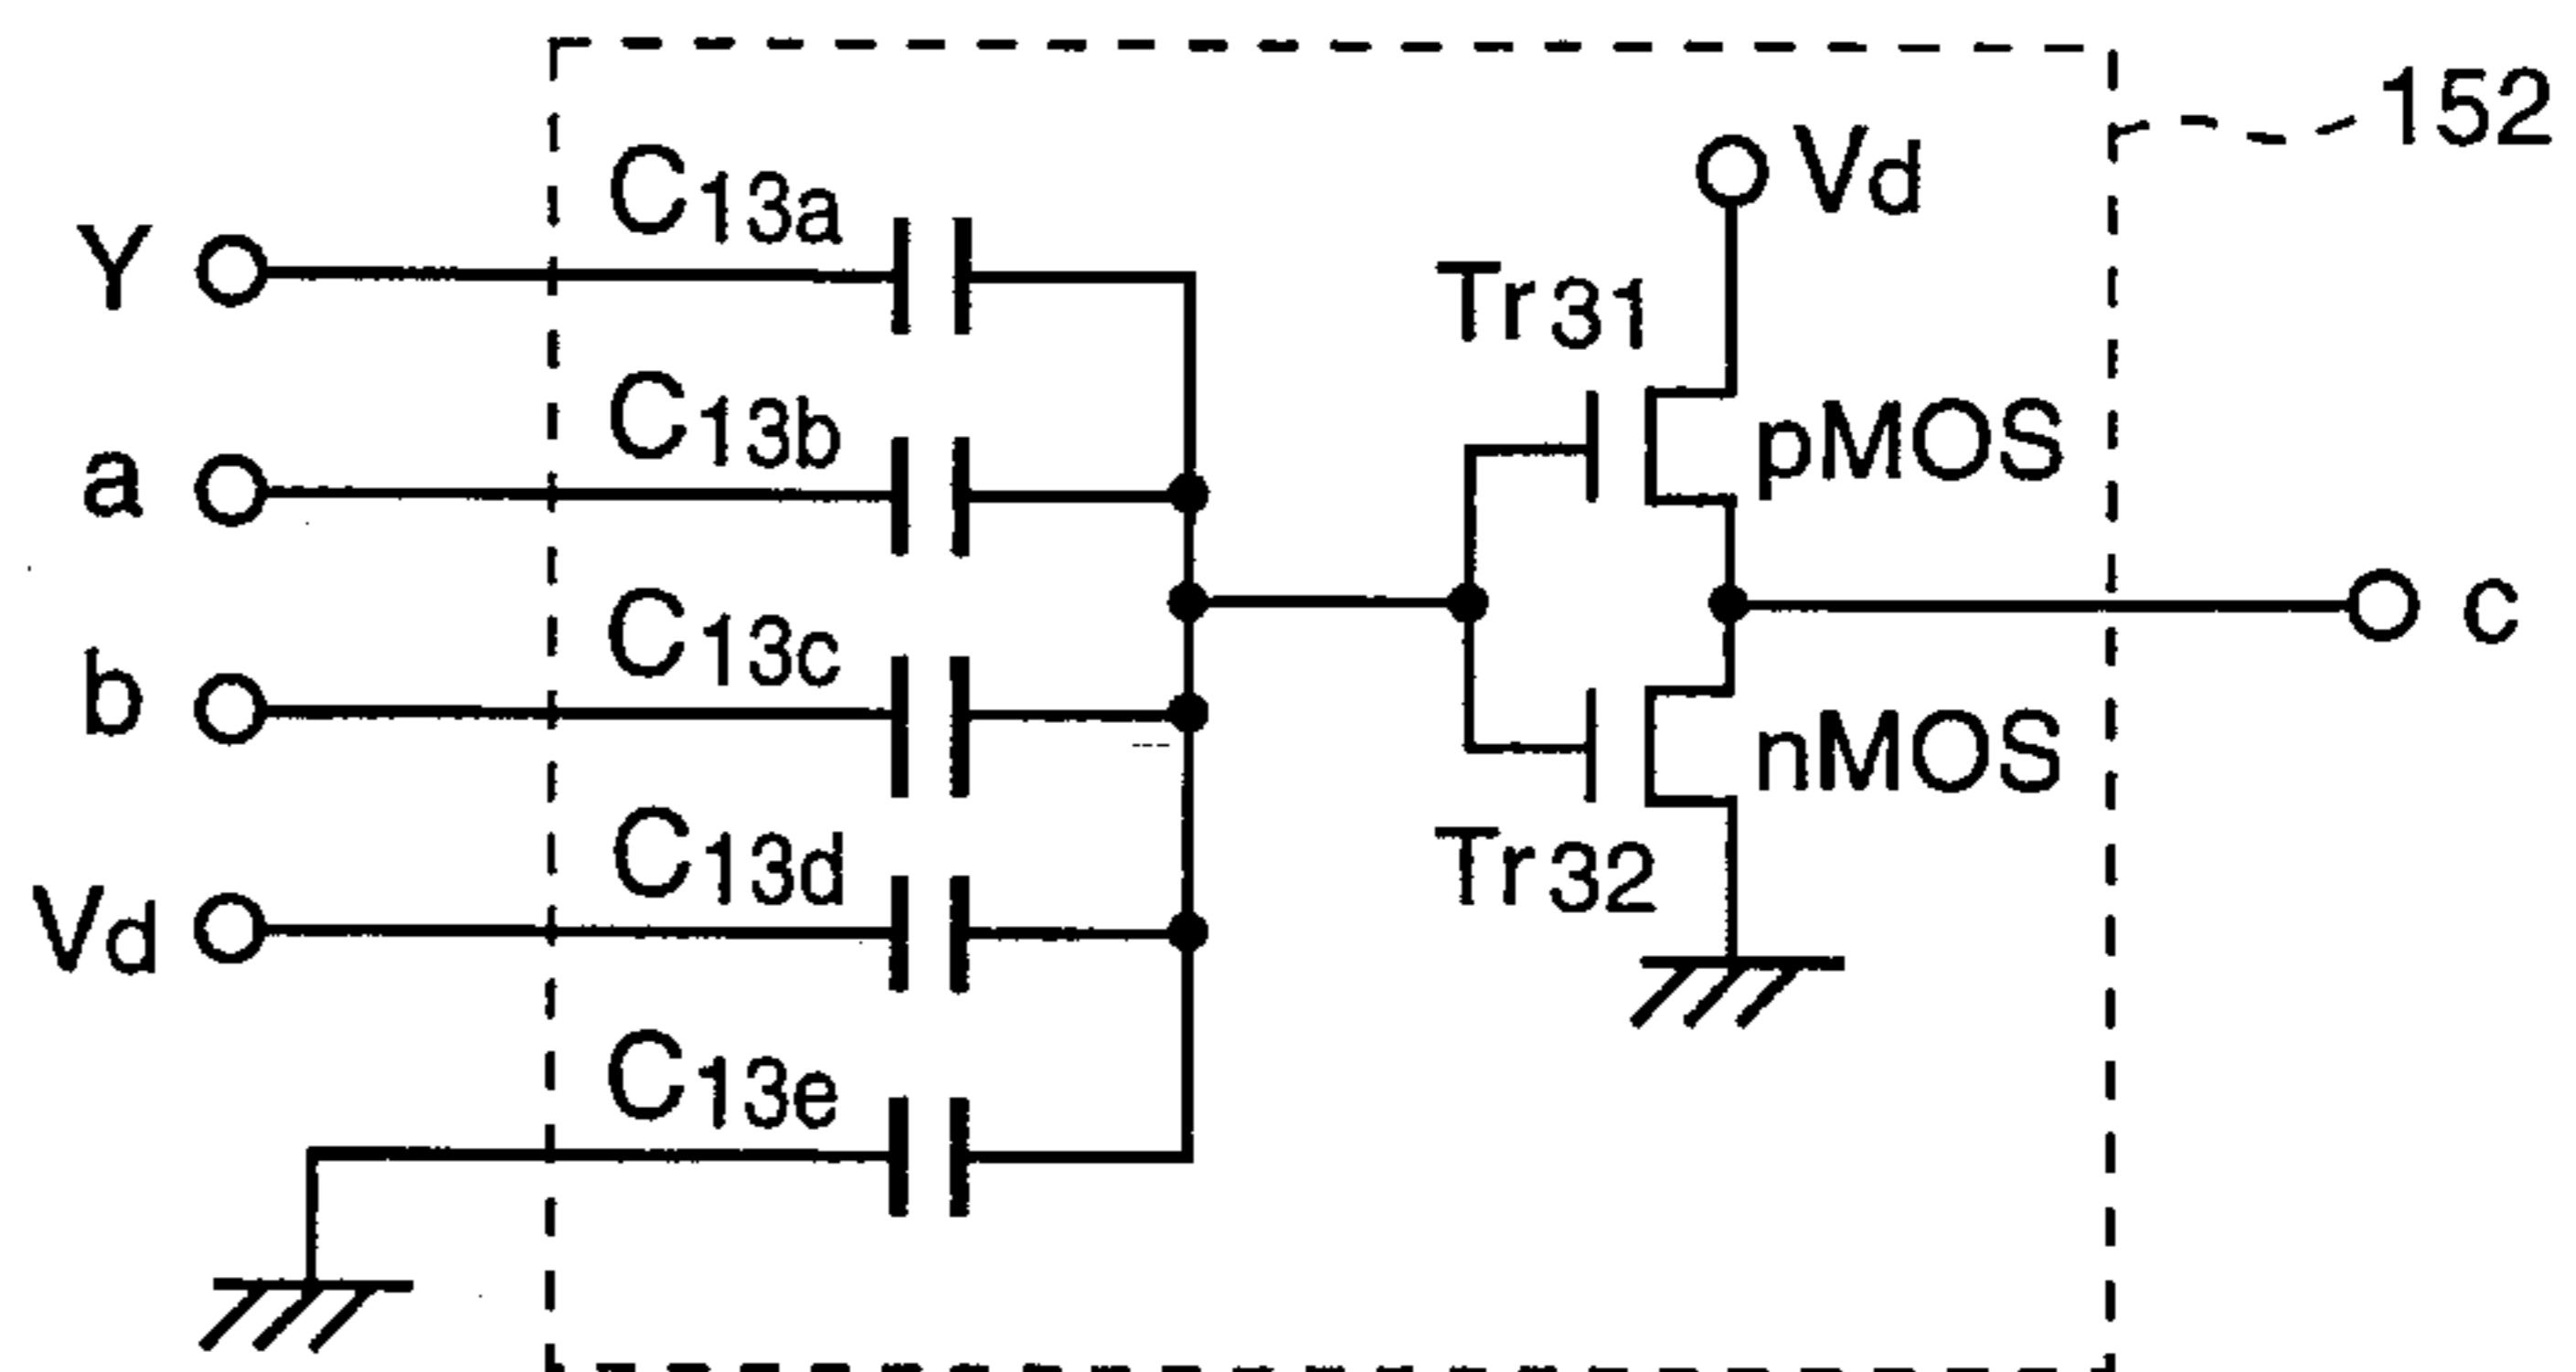 152
Vd
C13a
Y
Tr31
C13b
pMOS
a
C13c
c
b
nMOS
C13d
Tr32
Vd
C13e